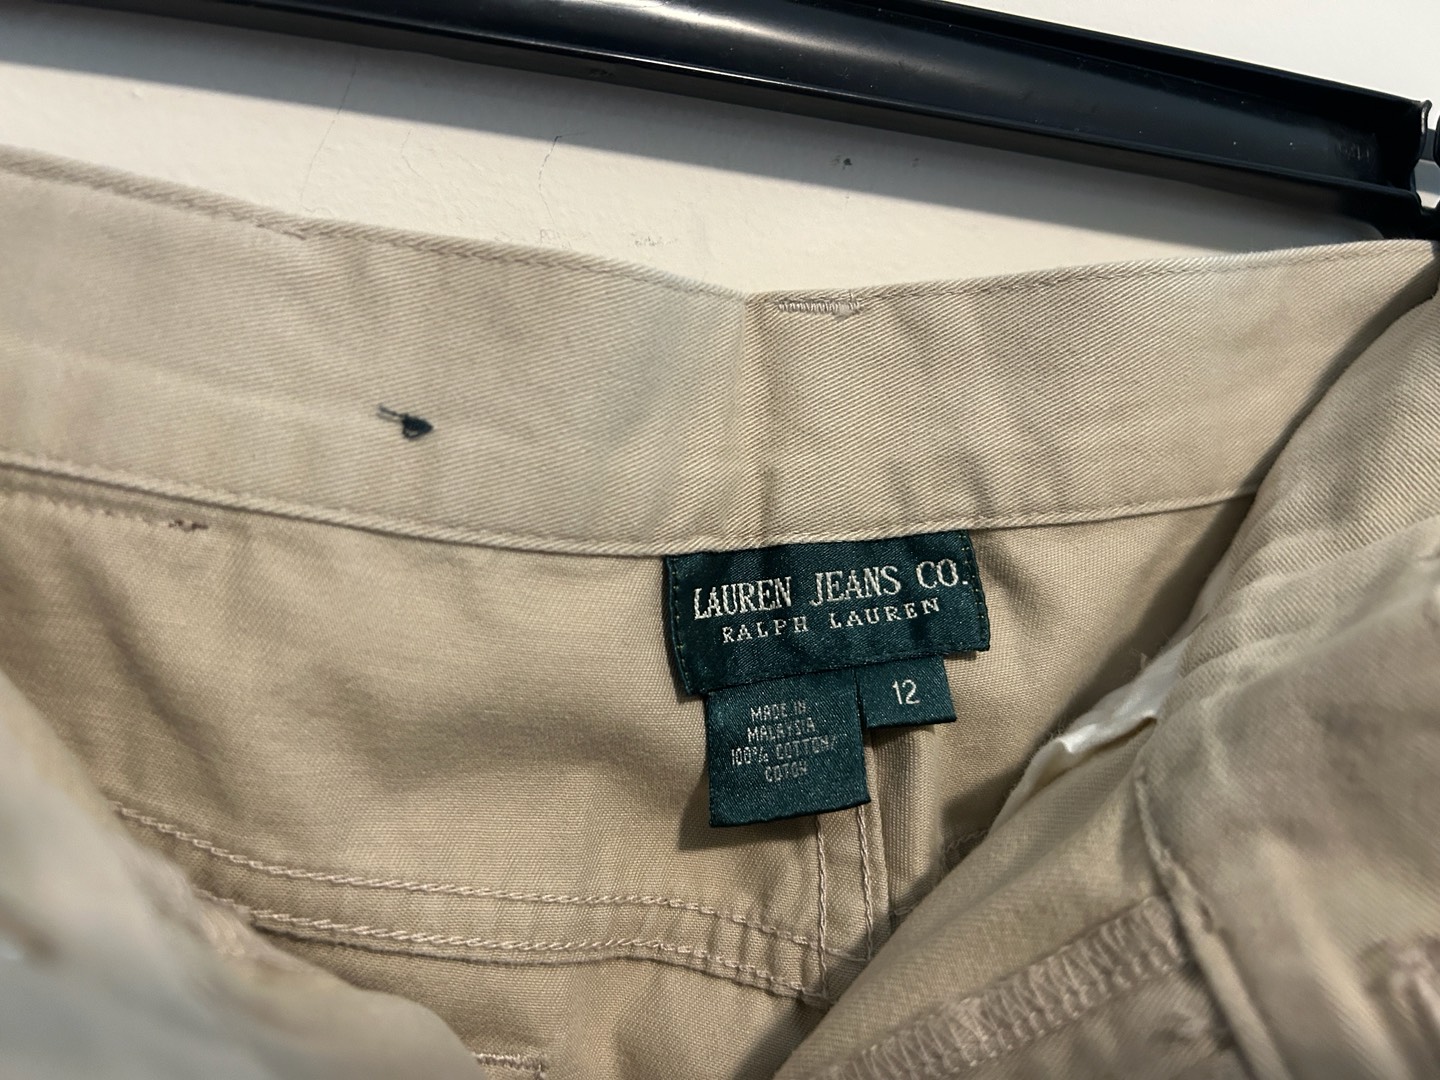 LAUREN JEANS CO.
RALPH LAUREN
12
MADE IN
MALAYSIA
100% COTTON/
COTON